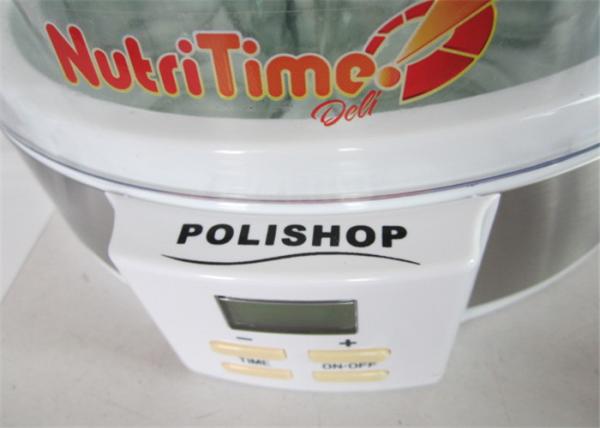 NutriTime
Deli
POLISHOP
- +
TIME ON-OFF